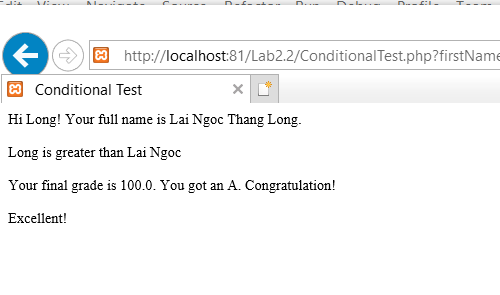 Edit View Navigate Source Refactor Run Debug Profile Team
http://localhost:81/Lab2.2/ConditionalTest.php?firstName
Conditional Test
Hi Long! Your full name is Lai Ngoc Thang Long.
Long is greater than Lai Ngoc
Your final grade is 100.0. You got an A. Congratulation!
Excellent!